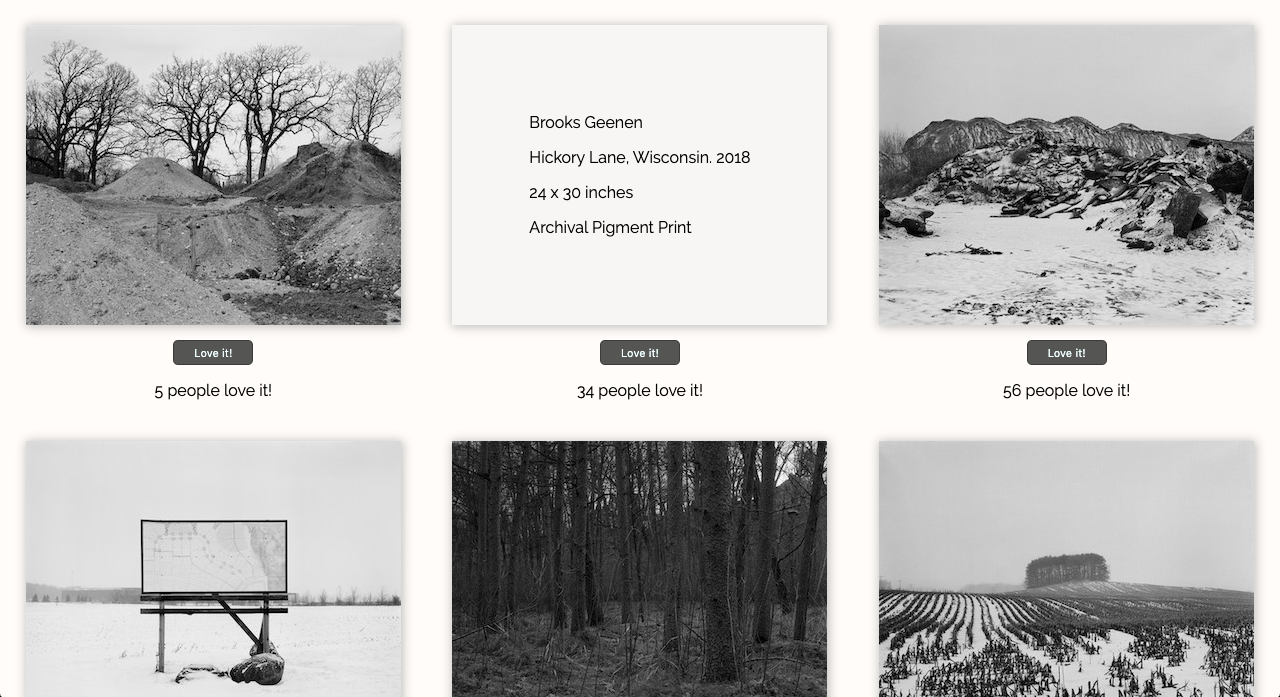 Brooks Geenen
Hickory Lane, Wisconsin. 2018
24 x 30 inches
Archival Pigment Print
Love it!
Love it!
Love it!
5 people love it!
34 people love it!
56 people love it!